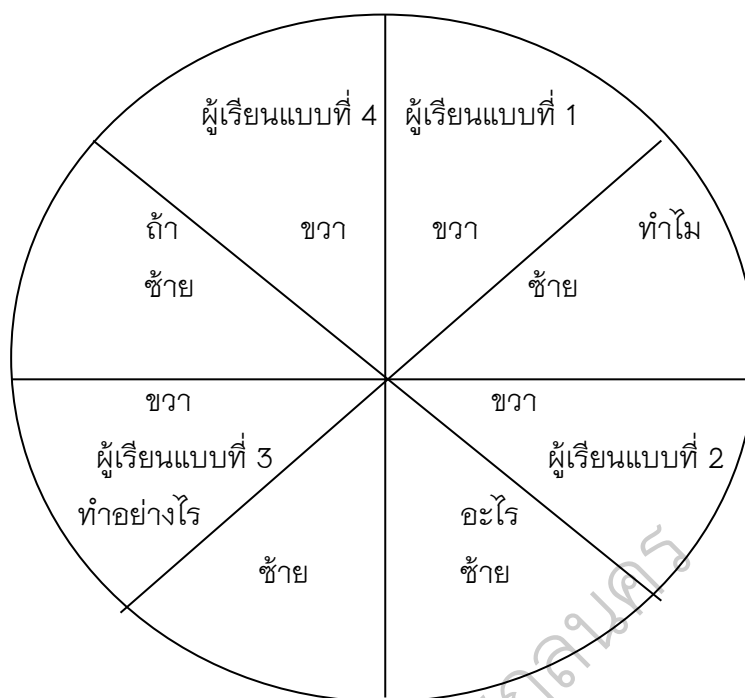 ผู้เรียนแบบที่ 4 ผู้เรียนแบบที่ 1
ถ้า ขวา ขวา ทำไม
ซ้าย ซ้าย
ขวา ขวา
ผู้เรียนแบบที่ 3 ผู้เรียนแบบที่ 2
ทำอย่างไร อะไร
ซ้าย ซ้าย